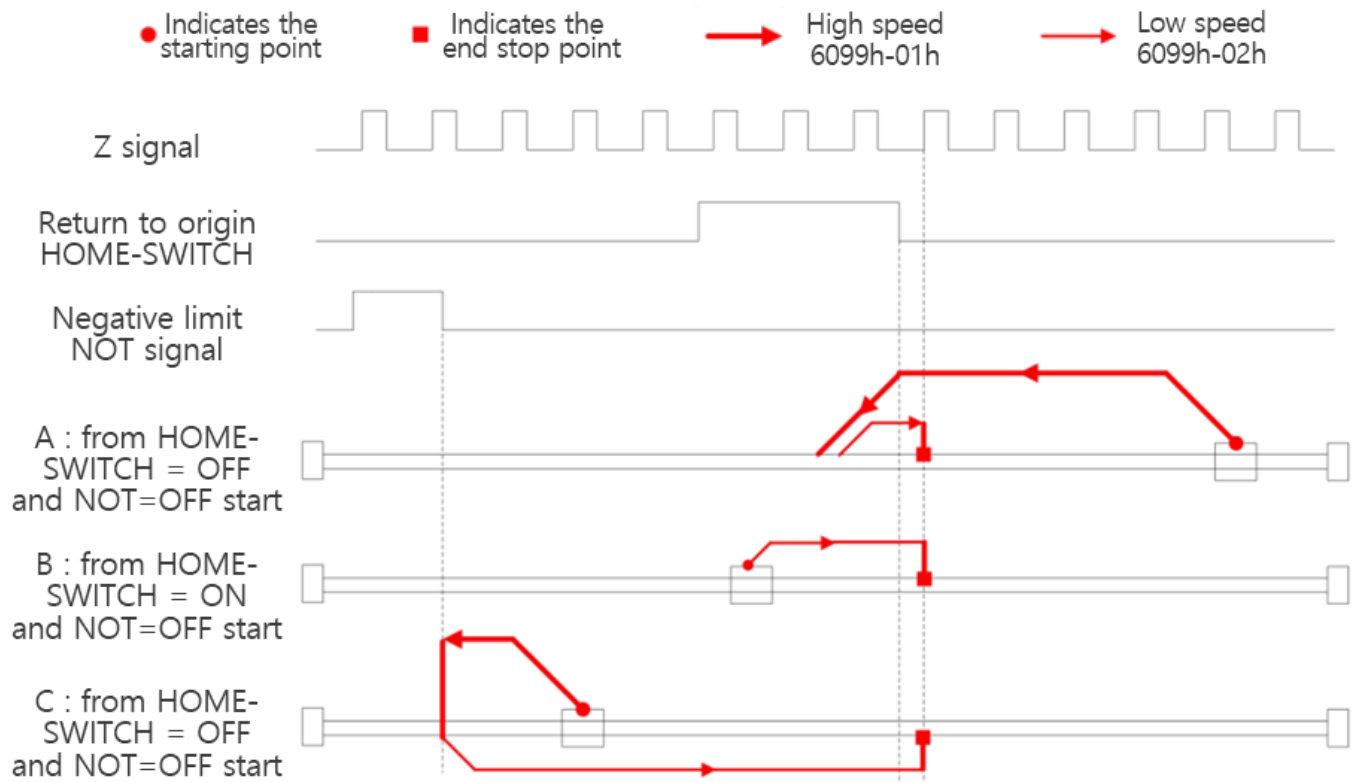 Indicates the
starting point
Indicates the
end stop point
High speed
6099h-01h
Low speed
6099h-02h
Z signal
Return to origin
HOME-SWITCH
Negative limit
NOT signal
A : from HOME-
SWITCH = OFF
and NOT=OFF start
B : from HOME-
SWITCH = ON
and NOT=OFF start
C : from HOME-
SWITCH = OFF
and NOT=OFF start